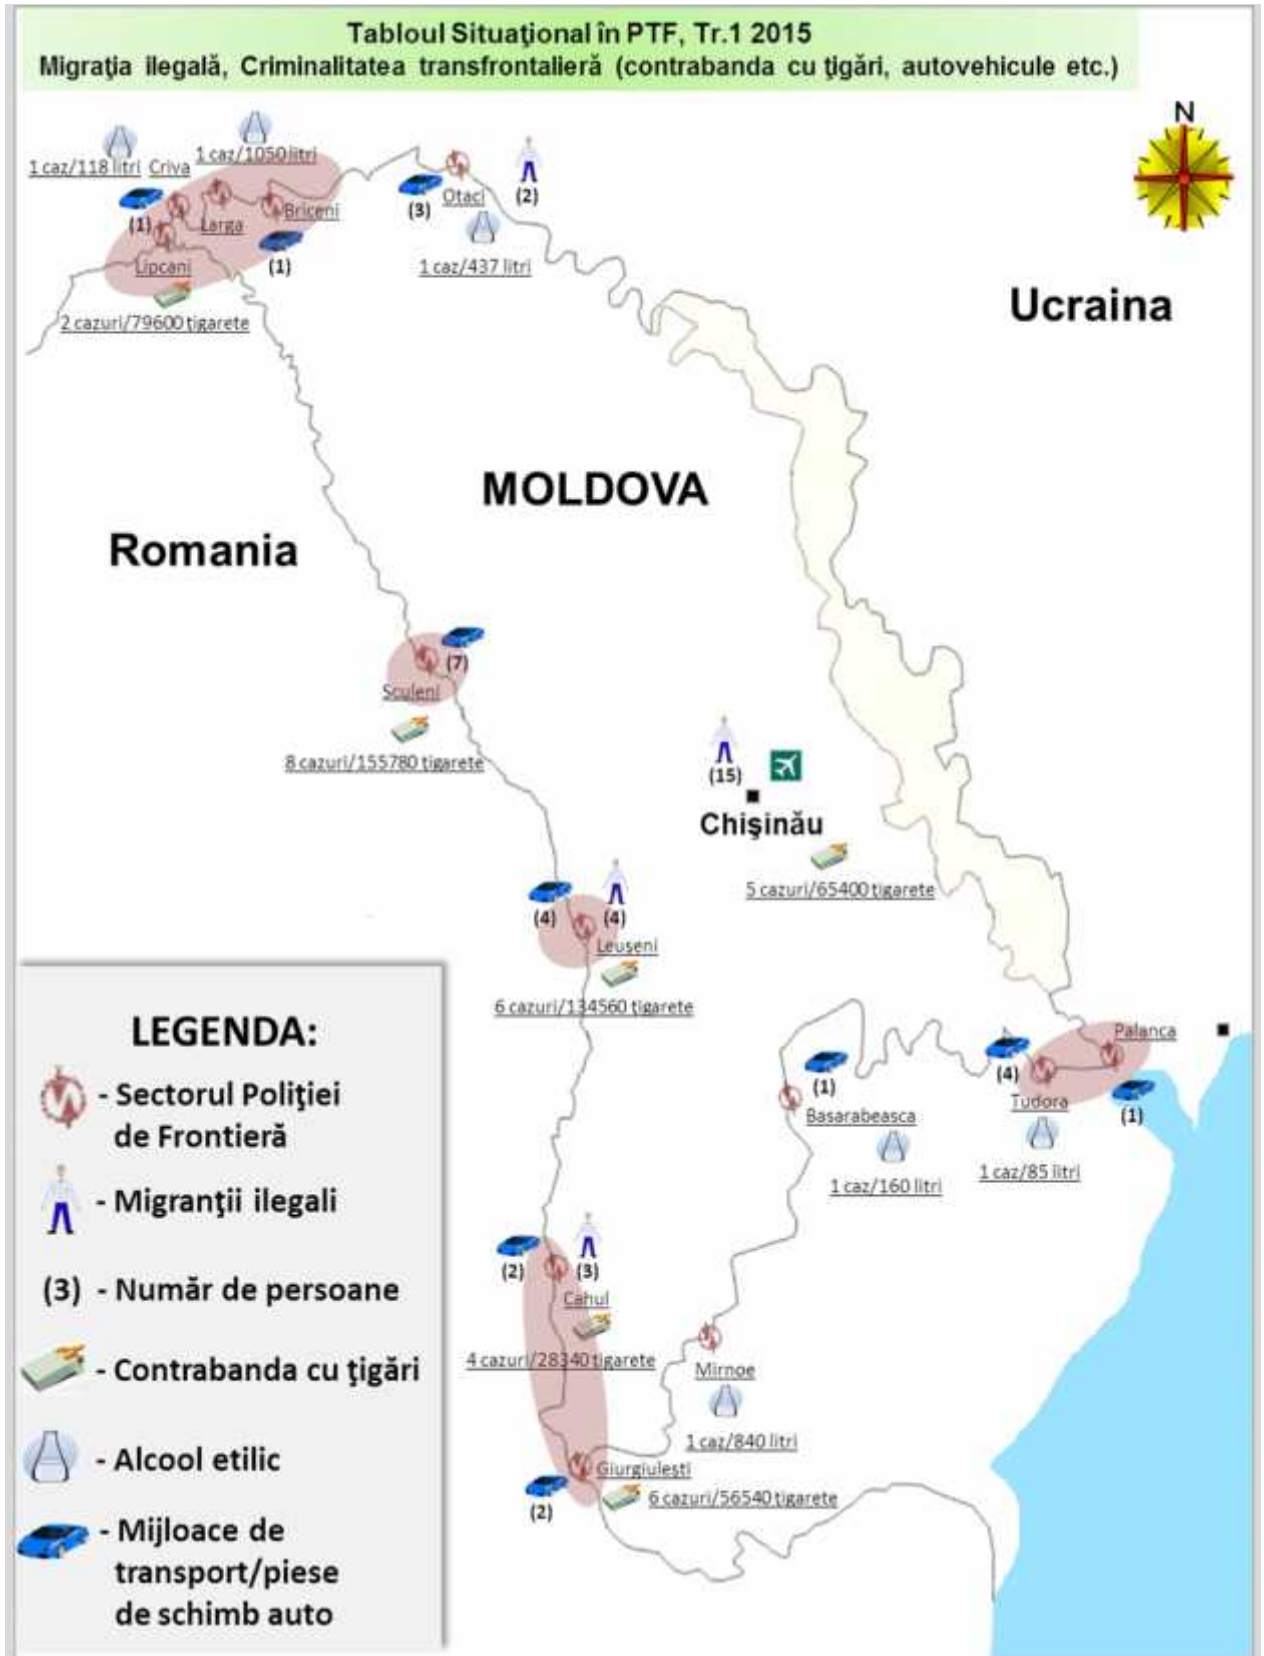 Tabloul Situaţional în PTF, Tr.1 2015
Migraţia ilegală, Criminalitatea transfrontalieră (contrabanda cu ţigări, autovehicule etc.)
N
1 caz/118 litri
Criva
1 caz/1050 litri
(1)
Larga
Briceni
Lipcani
(1)
2 cazuri/79600 ţigarete
(3)
Otaci
(2)
1 caz/437 litri
Ucraina
MOLDOVA
Romania
(7)
Sculeni
8 cazuri/155780 ţigarete
(15)
Chişinău
5 cazuri/65400 ţigarete
(4)
(4)
Leuşeni
6 cazuri/134560 ţigarete
Palanca
(4)
Tudora
(1)
1 caz/85 litri
(1)
Basarabeasca
1 caz/160 litri
(2)
(3)
Cahul
4 cazuri/28340 ţigarete
Mirnoe
1 caz/840 litri
Giurgiuleşti
(2)
6 cazuri/56540 ţigarete
LEGENDA:
- Sectorul Poliţiei
de Frontieră
- Migranţii ilegali
(3) - Număr de persoane
- Contrabanda cu ţigări
- Alcool etilic
- Mijloace de
transport/piese
de schimb auto